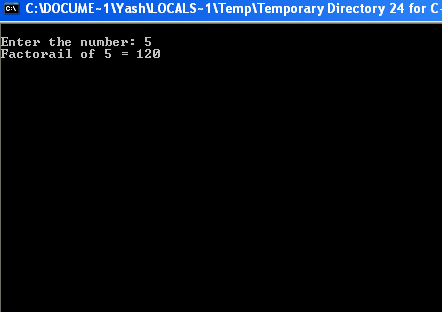 C:\DOCUME~1\Yash\LOCALS~1\Temp\Temporary Directory 24 for C-
Enter the number: 5
Factorail of 5 = 120